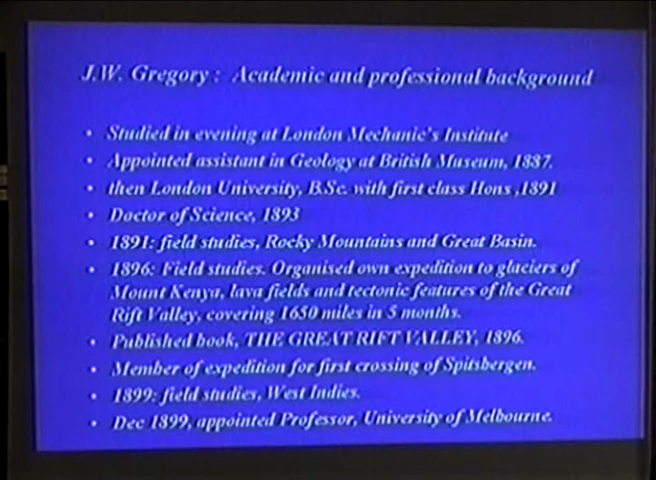 J.W. Gregory : Academic and professional background
• Studied in evening at London Mechanic's Institute
• Appointed assistant in Geology at British Museum, 1887.
• then London University, B.Sc. with first class Hons ,1891
• Doctor of Science, 1893
• 1891: field studies, Rocky Mountains and Great Basin.
• 1896: Field studies. Organised own expedition to glaciers of
Mount Kenya, lava fields and tectonic features of the Great
Rift Valley, covering 1650 miles in 5 months.
• Published book, THE GREAT RIFT VALLEY, 1896.
• Member of expedition for first crossing of Spitsbergen.
• 1899: field studies, West Indies.
• Dec 1899, appointed Professor, University of Melbourne.